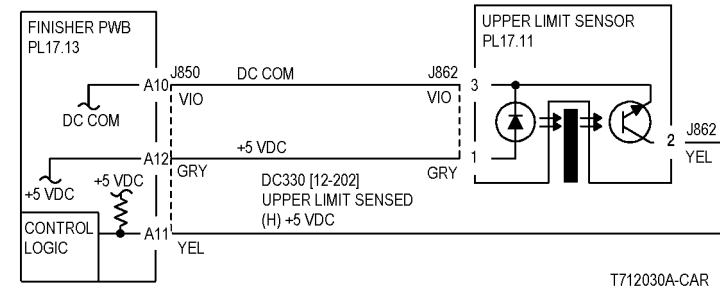 FINISHER PWB
PL17.13
UPPER LIMIT SENSOR
PL17.11
A10
J850
DC COM
J862
3
VIO
VIO
DC COM
2
J862
YEL
A12
+5 VDC
1
GRY
GRY
+5 VDC
+5 VDC
DC330 [12-202]
UPPER LIMIT SENSED
(H) +5 VDC
CONTROL
LOGIC
A11
YEL
T712030A-CAR